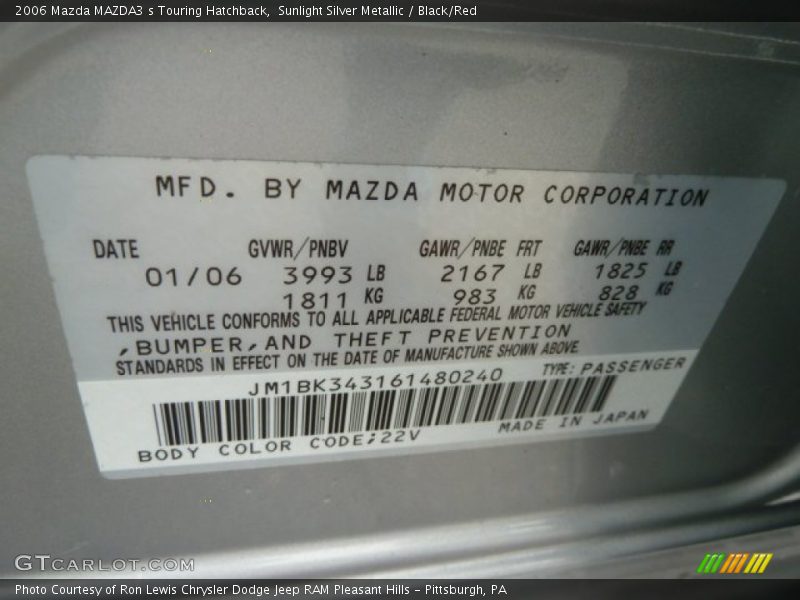 2006 Mazda MAZDA3 s Touring Hatchback,  Sunlight Silver Metallic / Black/Red
MFD. BY MAZDA MOTOR CORPORATION
DATE GVWR/PNBV GAWR/PNBE FRT GAWR/PNBE RR
01/06 3993 LB 2167 LB 1825 LB
1811 KG 983 KG 828 KG
THIS VEHICLE CONFORMS TO ALL APPLICABLE FEDERAL MOTOR VEHICLE SAFETY
,BUMPER,AND THEFT PREVENTION
STANDARDS IN EFFECT ON THE DATE OF MANUFACTURE SHOWN ABOVE
JM1BK343161480240 TYPE: PASSENGER
BODY COLOR CODE;22V MADE IN JAPAN
GTCARLOT.COM
Photo Courtesy of Ron Lewis Chrysler Dodge Jeep RAM Pleasant Hills - Pittsburgh, PA